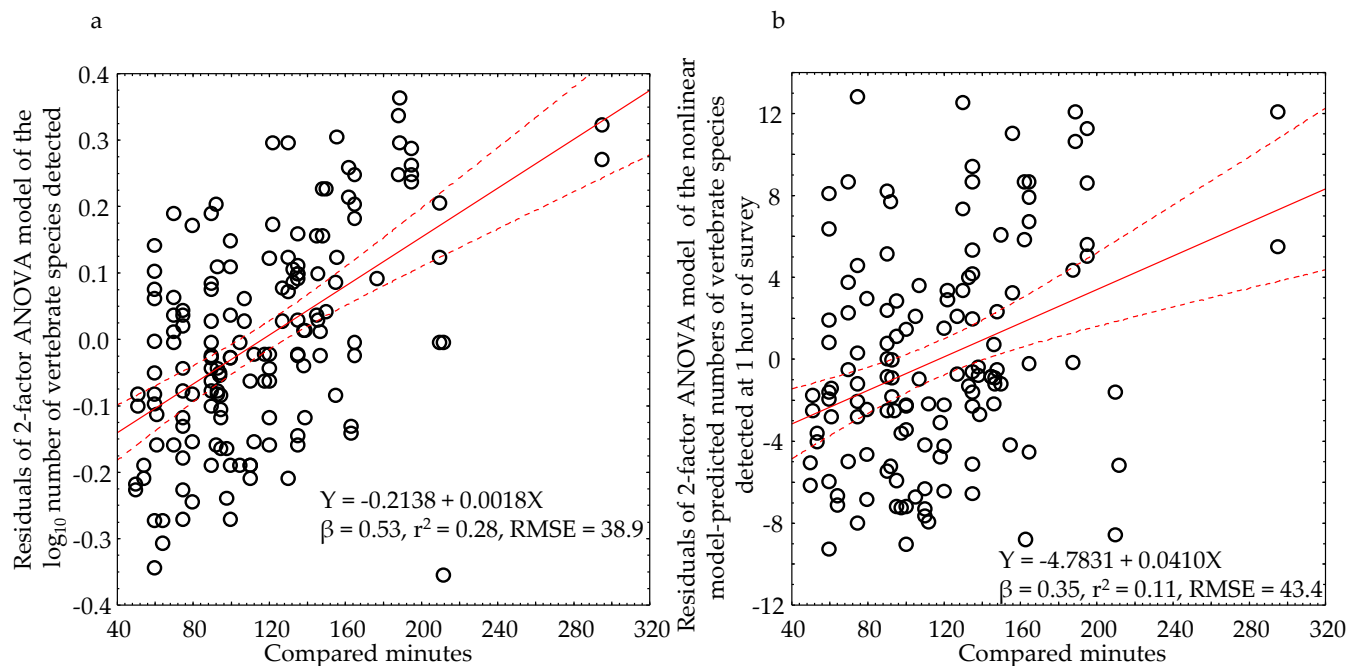 a
Residuals of 2-factor ANOVA model of the
log₁₀ number of vertebrate species detected
0.4
0.3
0.2
0.1
0.0
-0.1
-0.2
-0.3
-0.4
Y = -0.2138 + 0.0018X
β = 0.53, r² = 0.28, RMSE = 38.9
40 80 120 160 200 240 280 320
Compared minutes
b
Residuals of 2-factor ANOVA model of the nonlinear
model-predicted numbers of vertebrate species
detected at 1 hour of survey
12
8
4
0
-4
-8
-12
Y = -4.7831 + 0.0410X
β = 0.35, r² = 0.11, RMSE = 43.4
40 80 120 160 200 240 280 320
Compared minutes